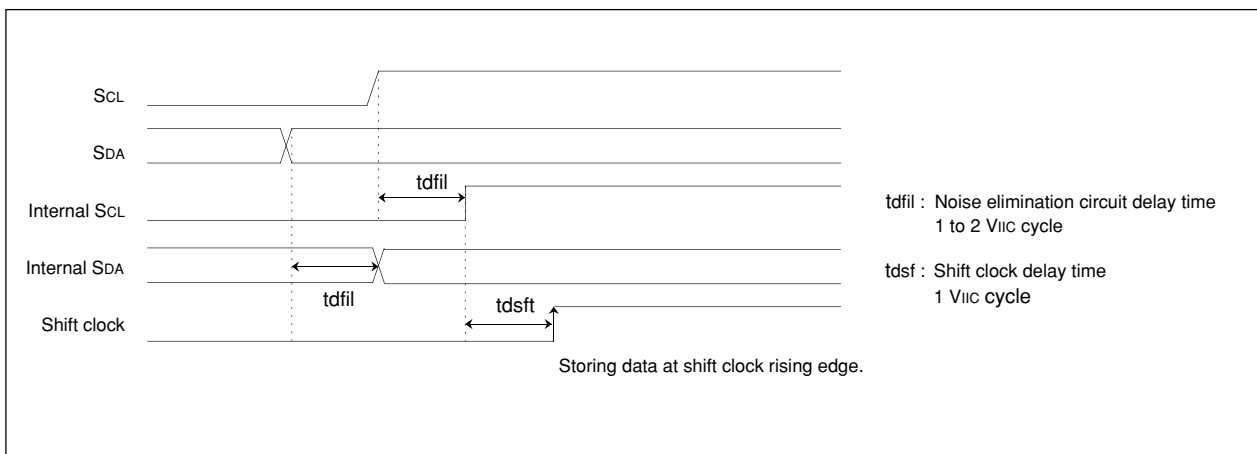 SCL
SDA
tdfil
Internal SCL
tdfil : Noise elimination circuit delay time
1 to 2 VIIC cycle
Internal SDA
tdfil
tdsf : Shift clock delay time
1 VIIC cycle
tdsft
Shift clock
Storing data at shift clock rising edge.